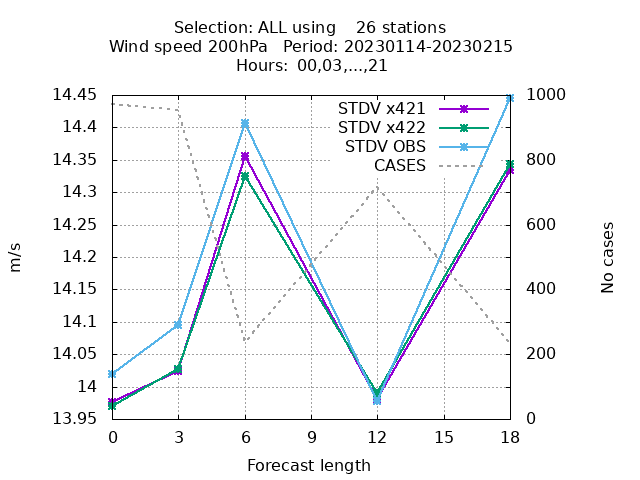 Selection: ALL using    26 stations
Wind speed 200hPa   Period: 20230114-20230215
Hours:  00,03,...,21
14.45
14.4
14.35
14.3
14.25
14.2
14.15
14.1
14.05
14
13.95
m/s
STDV x421
STDV x422
STDV OBS
CASES
1000
800
600
400
200
0
No cases
0 3 6 9 12 15 18
Forecast length